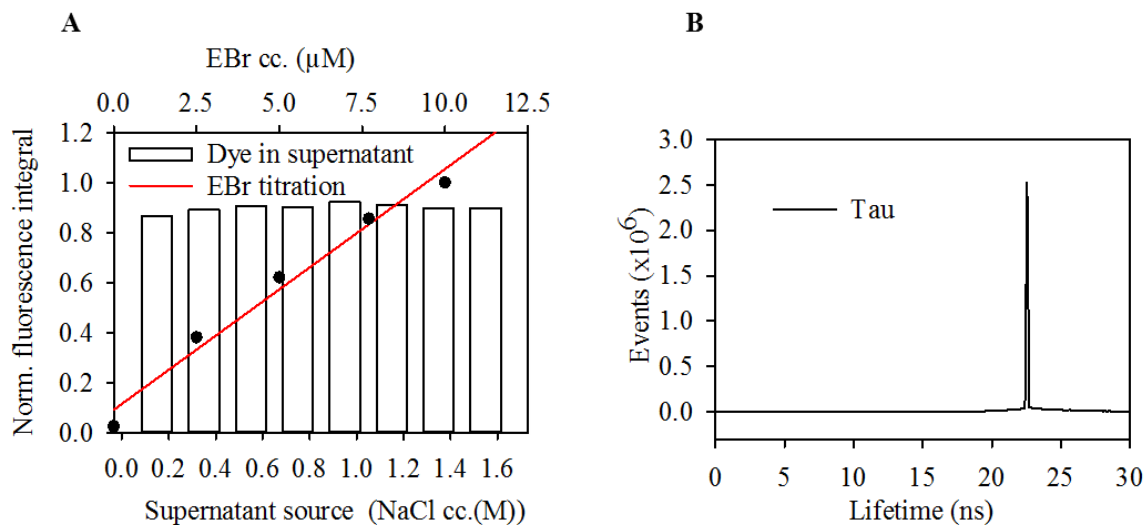 A
EBr cc. (µM)
0.0 2.5 5.0 7.5 10.0 12.5
Norm. fluorescence integral
1.2
1.0
0.8
0.6
0.4
0.2
0.0
Dye in supernatant
EBr titration
0.0 0.2 0.4 0.6 0.8 1.0 1.2 1.4 1.6
Supernatant source (NaCl cc.(M))
B
Events (x10⁶)
3.0
2.5
2.0
1.5
1.0
0.5
0.0
Tau
0 5 10 15 20 25 30
Lifetime (ns)